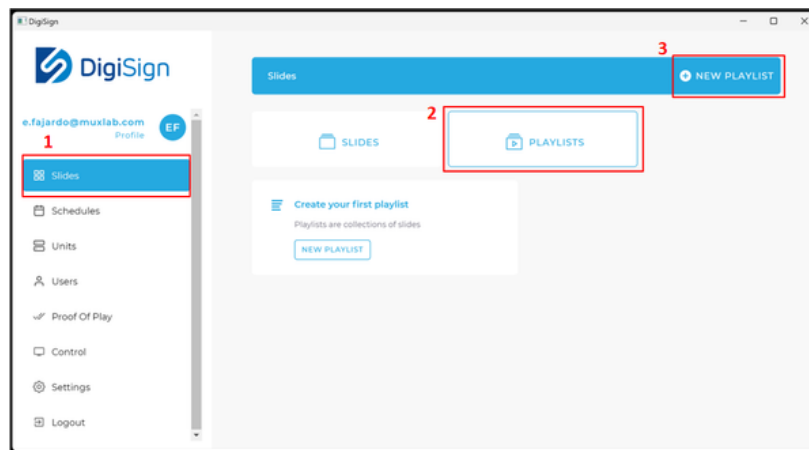 DigiSign
DigiSign
e.fajardo@muxlab.com
Profile
EF
1
Slides
Schedules
Units
Users
Proof Of Play
Control
Settings
Logout
3
Slides
NEW PLAYLIST
2
SLIDES
PLAYLISTS
Create your first playlist
Playlists are collections of slides
NEW PLAYLIST